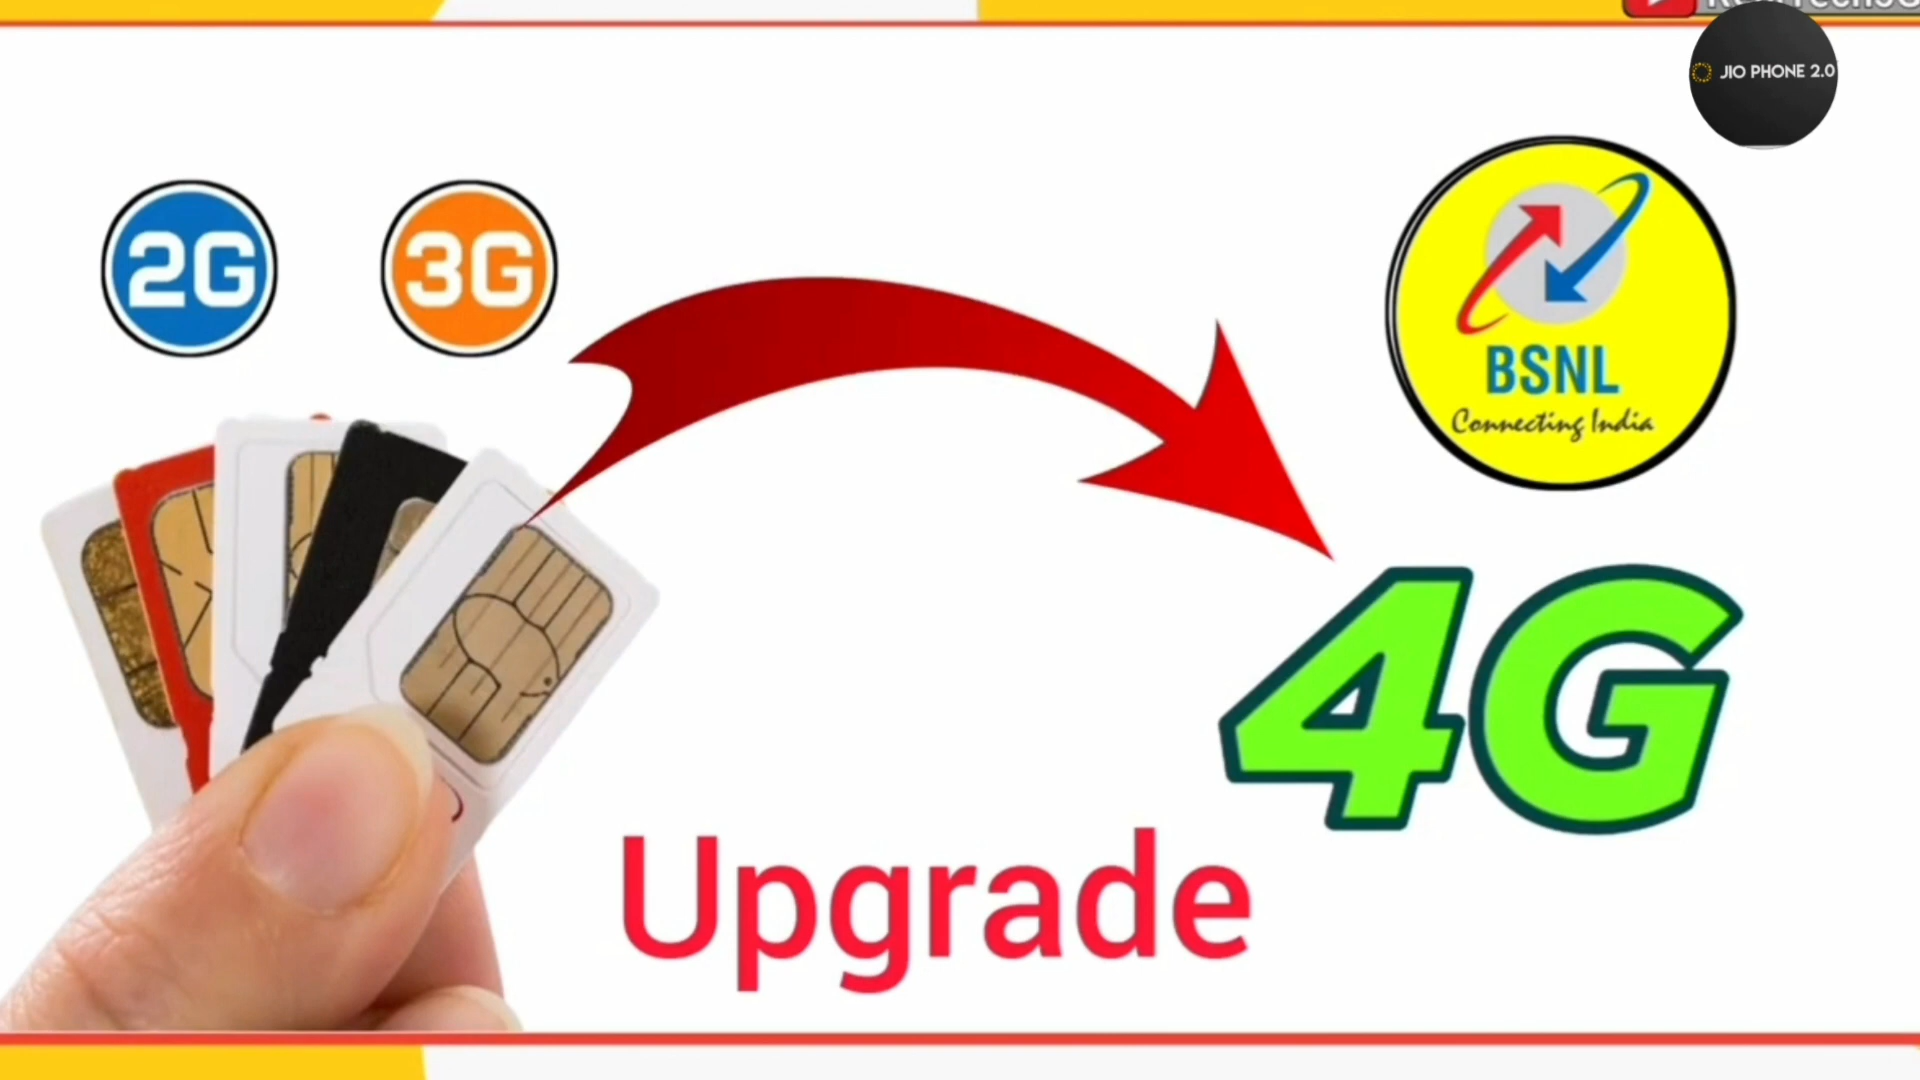 JIO PHONE 2.0
2G
3G
BSNL
Connecting India
4G
Upgrade